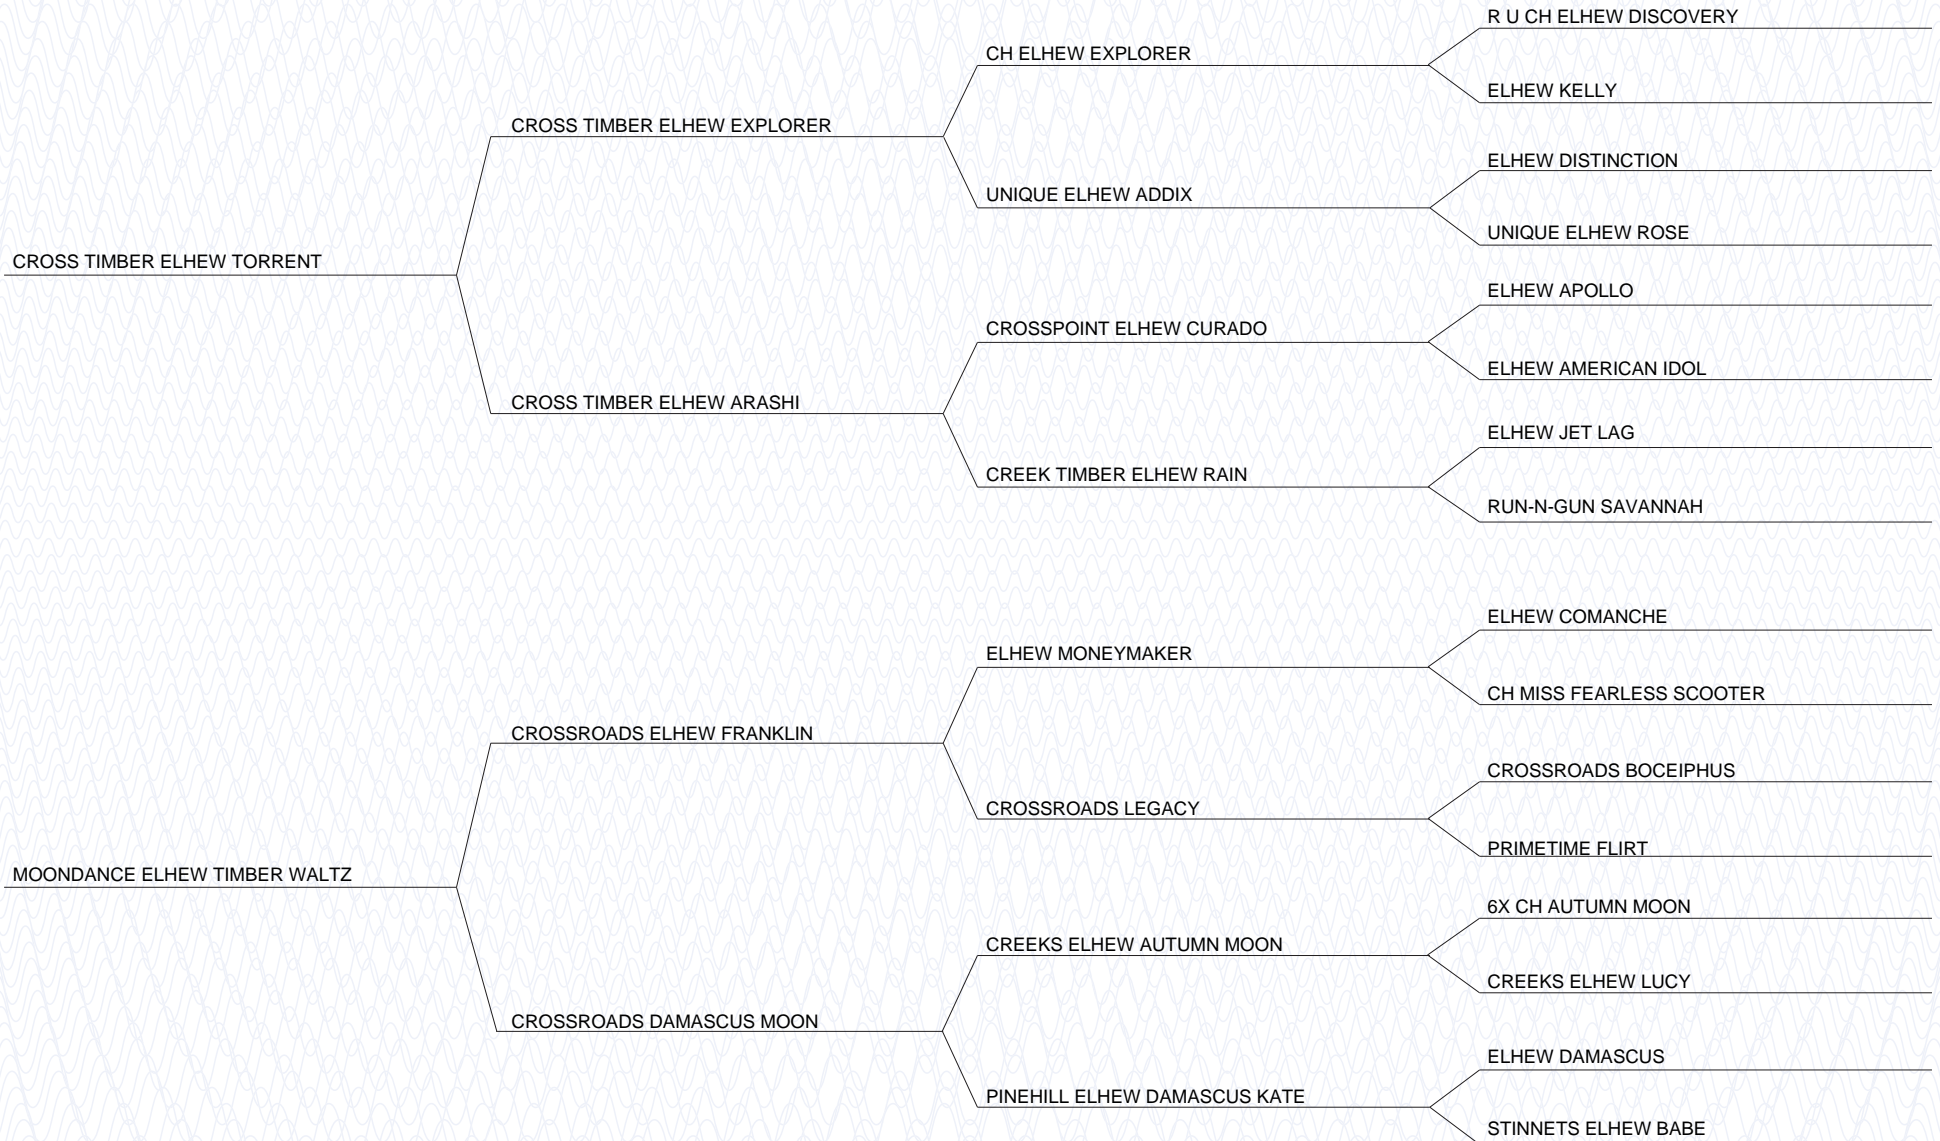 R U CH ELHEW DISCOVERY
CH ELHEW EXPLORER
ELHEW KELLY
CROSS TIMBER ELHEW EXPLORER
ELHEW DISTINCTION
UNIQUE ELHEW ADDIX
UNIQUE ELHEW ROSE
CROSS TIMBER ELHEW TORRENT
ELHEW APOLLO
CROSSPOINT ELHEW CURADO
ELHEW AMERICAN IDOL
CROSS TIMBER ELHEW ARASHI
ELHEW JET LAG
CREEK TIMBER ELHEW RAIN
RUN-N-GUN SAVANNAH
ELHEW COMANCHE
ELHEW MONEYMAKER
CH MISS FEARLESS SCOOTER
CROSSROADS ELHEW FRANKLIN
CROSSROADS BOCEIPHUS
CROSSROADS LEGACY
PRIMETIME FLIRT
MOONDANCE ELHEW TIMBER WALTZ
6X CH AUTUMN MOON
CREEKS ELHEW AUTUMN MOON
CREEKS ELHEW LUCY
CROSSROADS DAMASCUS MOON
ELHEW DAMASCUS
PINEHILL ELHEW DAMASCUS KATE
STINNETS ELHEW BABE